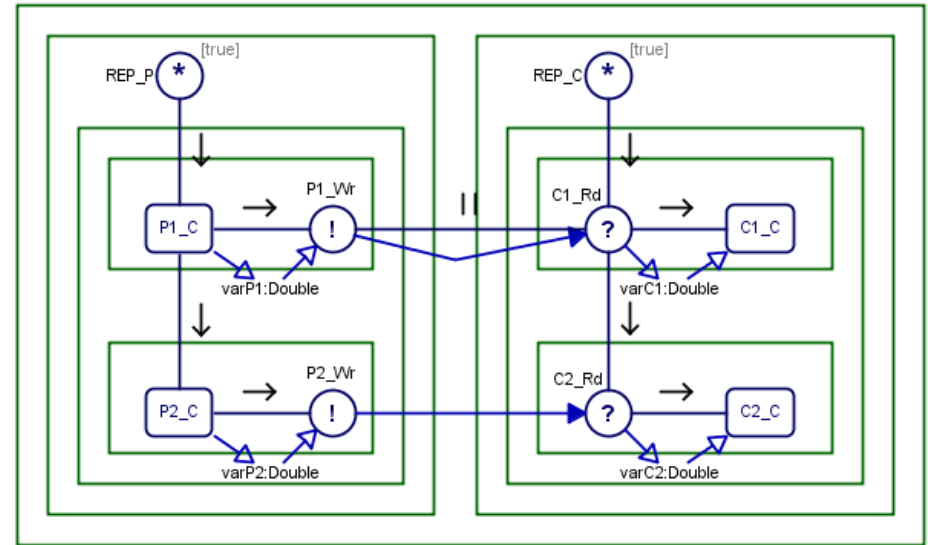 [true]
[true]
REP_P
*
REP_C
*
P1_Wr
C1_Rd
||
P1_C
!
?
C1_C
varP1:Double
varC1:Double
P2_Wr
C2_Rd
P2_C
!
?
C2_C
varP2:Double
varC2:Double